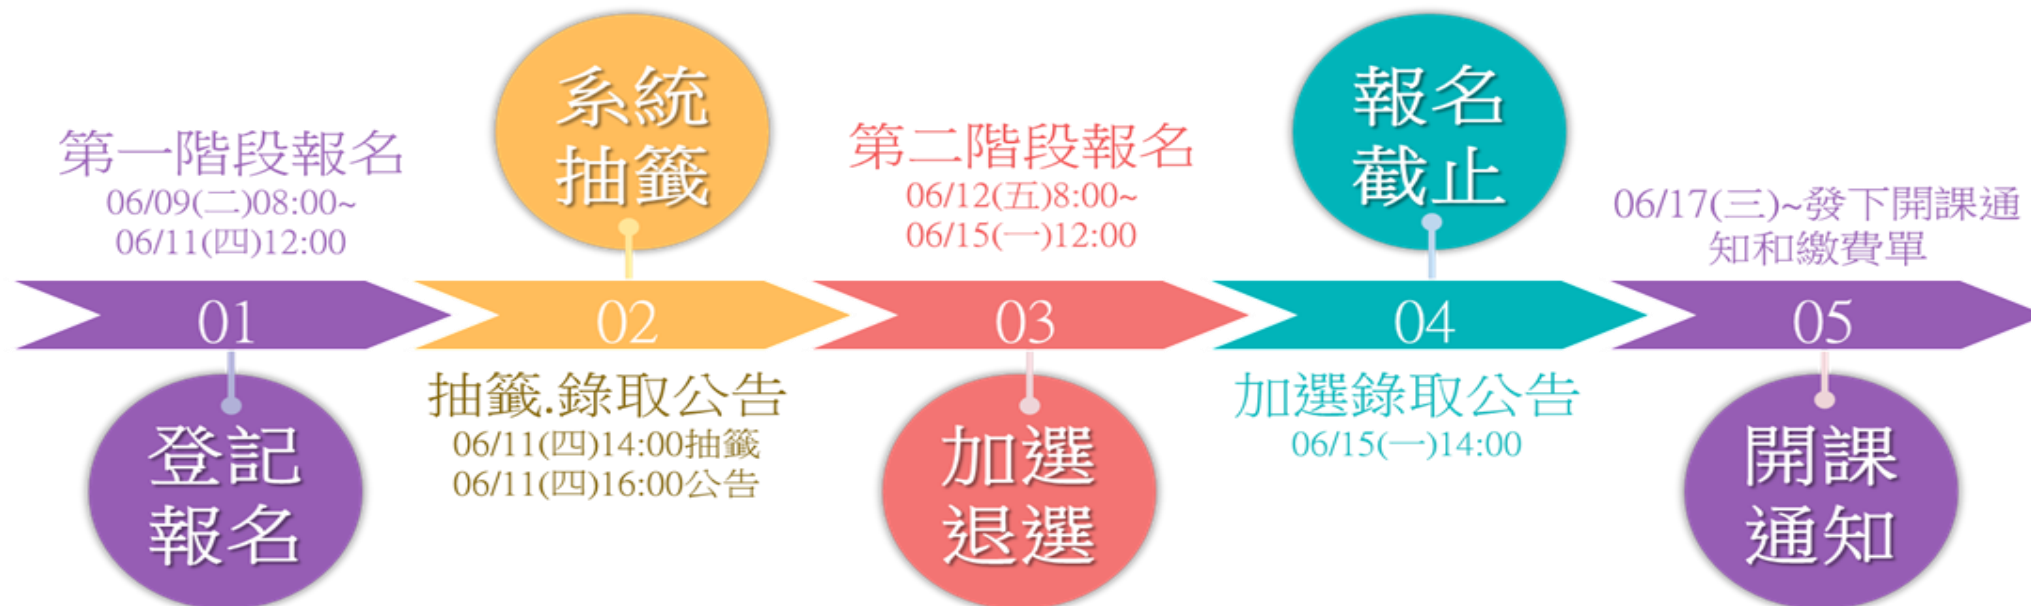 第一階段報名
06/09(二)08:00~
06/11(四)12:00
01
登記
報名
系統
抽籤
02
抽籤.錄取公告
06/11(四)14:00抽籤
06/11(四)16:00公告
第二階段報名
06/12(五)8:00~
06/15(一)12:00
03
加選
退選
報名
截止
04
加選錄取公告
06/15(一)14:00
06/17(三)~發下開課通
知和繳費單
05
開課
通知